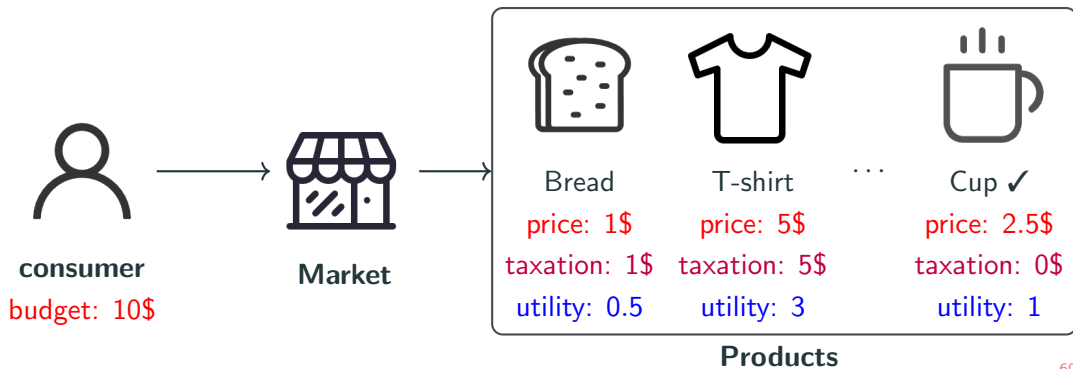 consumer
budget: 10$
Market
Bread
price: 1$
taxation: 1$
utility: 0.5
T-shirt
price: 5$
taxation: 5$
utility: 3
...
Cup ✓
price: 2.5$
taxation: 0$
utility: 1
Products